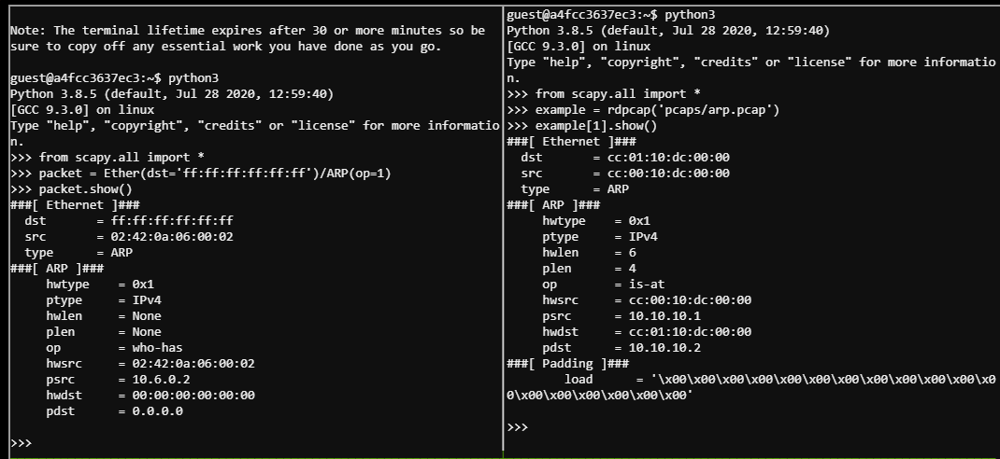 Note: The terminal lifetime expires after 30 or more minutes so be
sure to copy off any essential work you have done as you go.
guest@a4fcc3637ec3:~$ python3
Python 3.8.5 (default, Jul 28 2020, 12:59:40)
[GCC 9.3.0] on linux
Type "help", "copyright", "credits" or "license" for more informatio
n.
>>> from scapy.all import *
>>> packet = Ether(dst='ff:ff:ff:ff:ff:ff')/ARP(op=1)
>>> packet.show()
###[ Ethernet ]###
  dst       = ff:ff:ff:ff:ff:ff
  src       = 02:42:0a:06:00:02
  type      = ARP
###[ ARP ]###
     hwtype    = 0x1
     ptype     = IPv4
     hwlen     = None
     plen      = None
     op        = who-has
     hwsrc     = 02:42:0a:06:00:02
     psrc      = 10.6.0.2
     hwdst     = 00:00:00:00:00:00
     pdst      = 0.0.0.0
>>>
guest@a4fcc3637ec3:~$ python3
Python 3.8.5 (default, Jul 28 2020, 12:59:40)
[GCC 9.3.0] on linux
Type "help", "copyright", "credits" or "license" for more informatio
n.
>>> from scapy.all import *
>>> example = rdpcap('pcaps/arp.pcap')
>>> example[1].show()
###[ Ethernet ]###
  dst       = cc:01:10:dc:00:00
  src       = cc:00:10:dc:00:00
  type      = ARP
###[ ARP ]###
     hwtype    = 0x1
     ptype     = IPv4
     hwlen     = 6
     plen      = 4
     op        = is-at
     hwsrc     = cc:00:10:dc:00:00
     psrc      = 10.10.10.1
     hwdst     = cc:01:10:dc:00:00
     pdst      = 10.10.10.2
###[ Padding ]###
        load      = '\x00\x00\x00\x00\x00\x00\x00\x00\x00\x00\x00\x0
0\x00\x00\x00\x00\x00\x00'
>>>